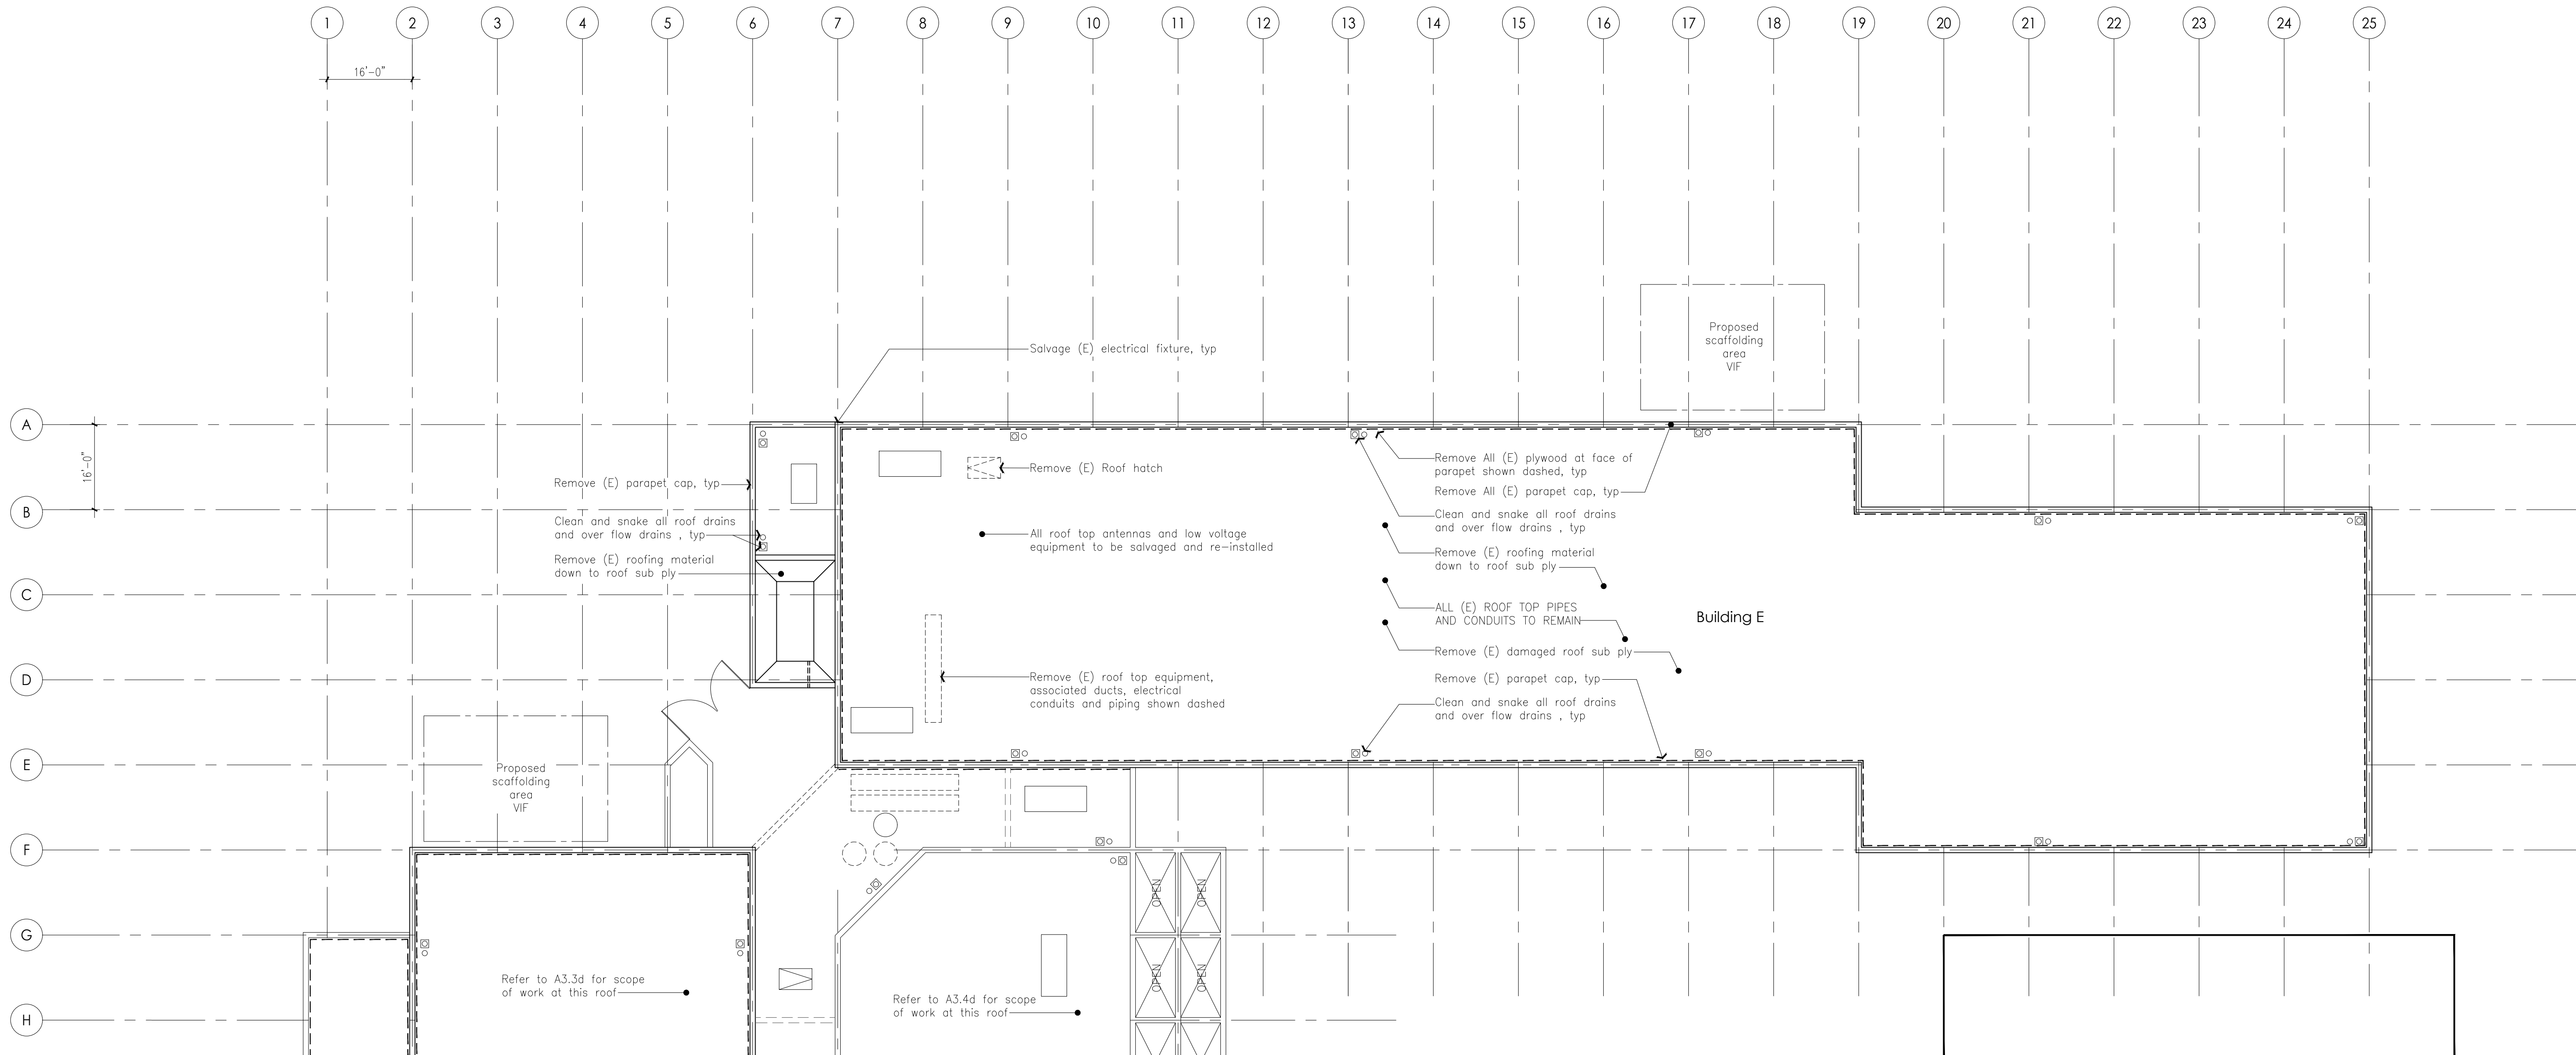 1 2 3 4 5 6 7 8 9 10 11 12 13 14 15 16 17 18 19 20 21 22 23 24 25
16'-0"
Proposed
scaffolding
area
VIF
Salvage (E) electrical fixture, typ
A
16'-0"
Remove All (E) plywood at face of
parapet shown dashed, typ
Remove (E) Roof hatch
Remove (E) parapet cap, typ
Remove All (E) parapet cap, typ
B
Clean and snake all roof drains
and over flow drains , typ
Clean and snake all roof drains
and over flow drains , typ
All roof top antennas and low voltage
equipment to be salvaged and re-installed
Remove (E) roofing material
down to roof sub ply
Remove (E) roofing material
down to roof sub ply
C
ALL (E) ROOF TOP PIPES
AND CONDUITS TO REMAIN
Building E
Remove (E) damaged roof sub ply
D
Remove (E) roof top equipment,
associated ducts, electrical
conduits and piping shown dashed
Remove (E) parapet cap, typ
Clean and snake all roof drains
and over flow drains , typ
E
Proposed
scaffolding
area
VIF
F
OPEN
OPEN
G
OPEN
OPEN
Refer to A3.3d for scope
of work at this roof
Refer to A3.4d for scope
of work at this roof
H